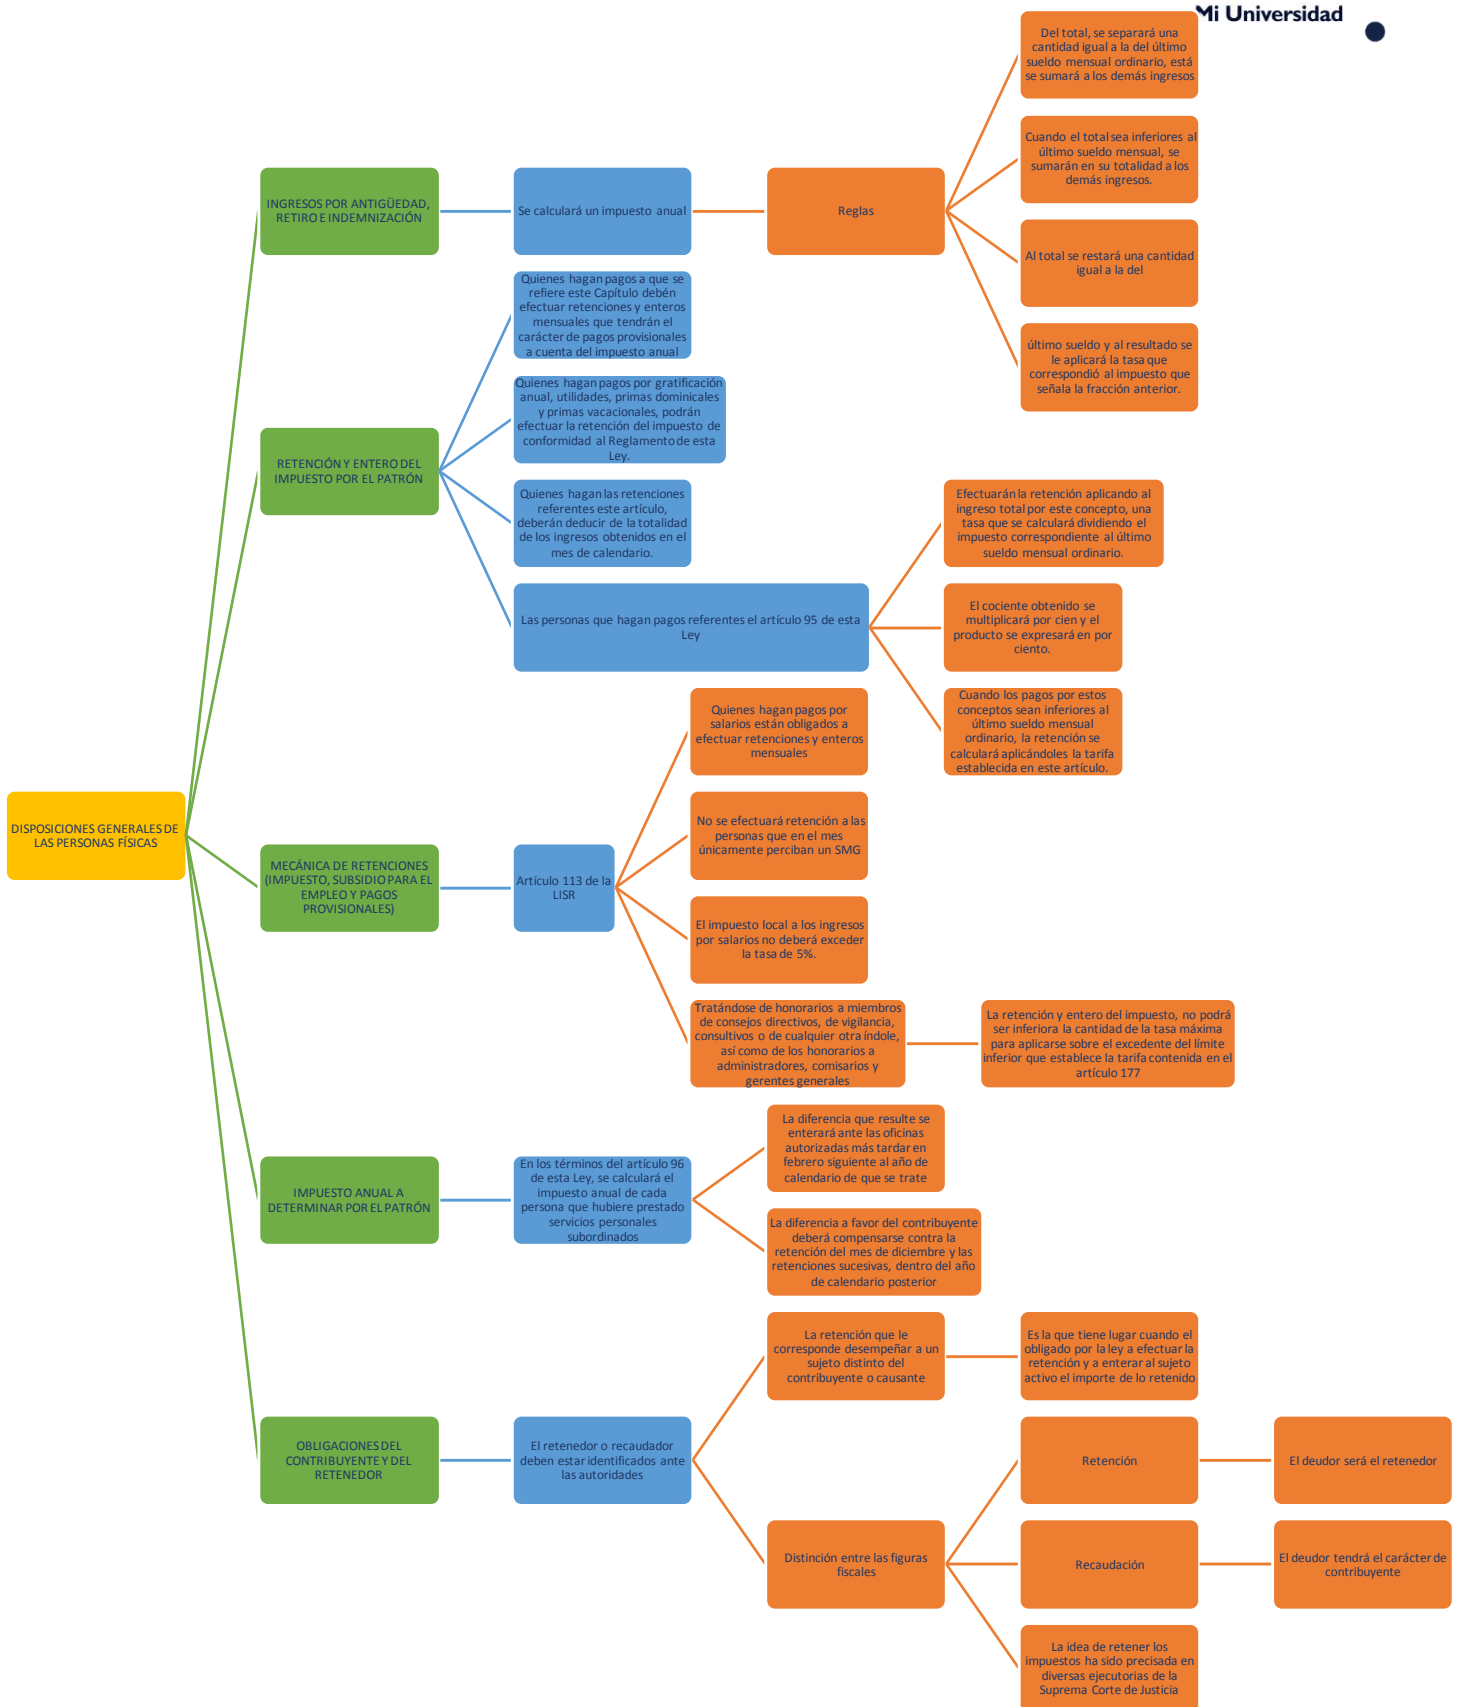 Mi Universidad
DISPOSICIONES GENERALES DE
LAS PERSONAS FÍSICAS
INGRESOS POR ANTIGÜEDAD,
RETIRO E INDEMNIZACIÓN
Se calculará un impuesto anual
Reglas
Del total, se separará una
cantidad igual a la del último
sueldo mensual ordinario, está
se sumará a los demás ingresos
Cuando el total sea inferiores al
último sueldo mensual, se
sumarán en su totalidad a los
demás ingresos.
Al total se restará una cantidad
igual a la del
último sueldo y al resultado se
le aplicará la tasa que
correspondió al impuesto que
señala la fracción anterior.
RETENCIÓN Y ENTERO DEL
IMPUESTO POR EL PATRÓN
Quienes hagan pagos a que se
refiere este Capítulo debén
efectuar retenciones y enteros
mensuales que tendrán el
carácter de pagos provisionales
a cuenta del impuesto anual
Quienes hagan pagos por gratificación
anual, utilidades, primas dominicales
y primas vacacionales, podrán
efectuar la retención del impuesto de
conformidad al Reglamento de esta
Ley.
Quienes hagan las retenciones
referentes este artículo,
deberán deducir de la totalidad
de los ingresos obtenidos en el
mes de calendario.
Las personas que hagan pagos referentes el artículo 95 de esta
Ley
Efectuarán la retención aplicando al
ingreso total por este concepto, una
tasa que se calculará dividiendo el
impuesto correspondiente al último
sueldo mensual ordinario.
El cociente obtenido se
multiplicará por cien y el
producto se expresará en por
ciento.
Cuando los pagos por estos
conceptos sean inferiores al
último sueldo mensual
ordinario, la retención se
calculará aplicándoles la tarifa
establecida en este artículo.
MECÁNICA DE RETENCIONES
(IMPUESTO, SUBSIDIO PARA EL
EMPLEO Y PAGOS
PROVISIONALES)
Artículo 113 de la
LISR
Quienes hagan pagos por
salarios están obligados a
efectuar retenciones y enteros
mensuales
No se efectuará retención a las
personas que en el mes
únicamente perciban un SMG
El impuesto local a los ingresos
por salarios no deberá exceder
la tasa de 5%.
Tratándose de honorarios a miembros
de consejos directivos, de vigilancia,
consultivos o de cualquier otra índole,
así como de los honorarios a
administradores, comisarios y
gerentes generales
La retención y entero del impuesto, no podrá
ser inferiora la cantidad de la tasa máxima
para aplicarse sobre el excedente del límite
inferior que establece la tarifa contenida en el
artículo 177
IMPUESTO ANUAL A
DETERMINAR POR EL PATRÓN
En los términos del artículo 96
de esta Ley, se calculará el
impuesto anual de cada
persona que hubiere prestado
servicios personales
subordinados
La diferencia que resulte se
enterará ante las oficinas
autorizadas más tardar en
febrero siguiente al año de
calendario de que se trate
La diferencia a favor del contribuyente
deberá compensarse contra la
retención del mes de diciembre y las
retenciones sucesivas, dentro del año
de calendario posterior
OBLIGACIONES DEL
CONTRIBUYENTE Y DEL
RETENEDOR
El retenedor o recaudador
deben estar identificados ante
las autoridades
La retención que le
corresponde desempeñar a un
sujeto distinto del
contribuyente o causante
Es la que tiene lugar cuando el
obligado por la ley a efectuar la
retención y a enterar al sujeto
activo el importe de lo retenido
Distinción entre las figuras
fiscales
Retención
El deudor será el retenedor
Recaudación
El deudor tendrá el carácter de
contribuyente
La idea de retener los
impuestos ha sido precisada en
diversas ejecutorias de la
Suprema Corte de Justicia